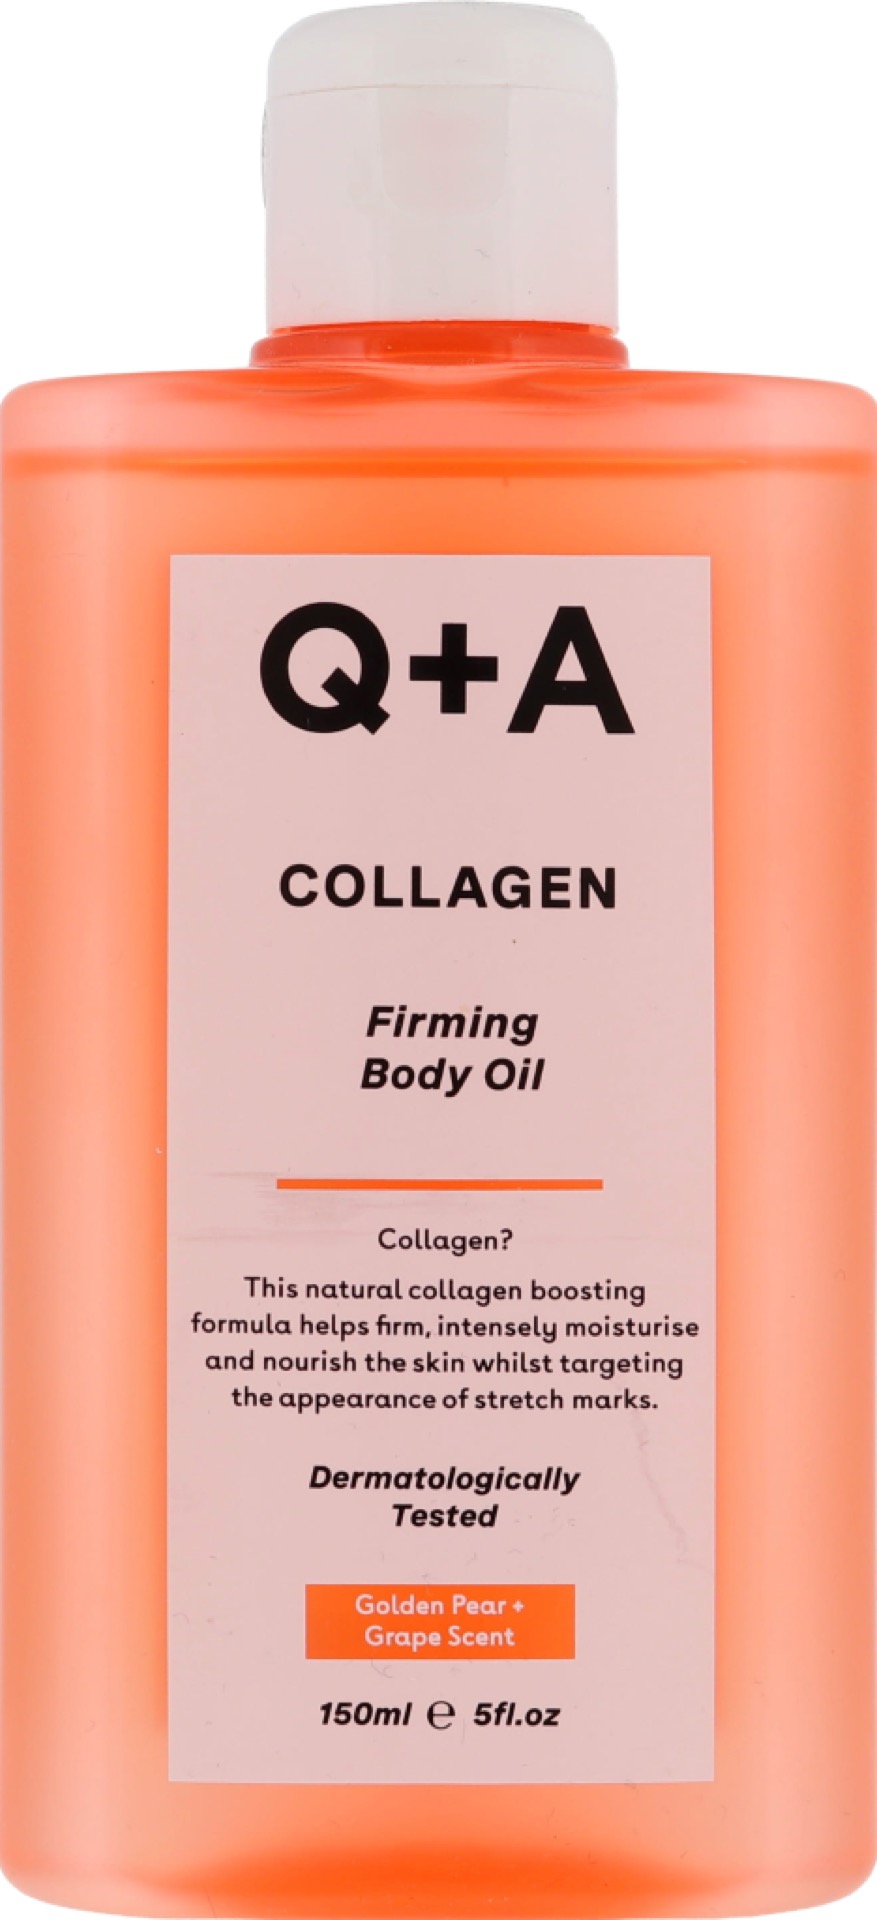 Q+A
COLLAGEN
Firming
Body Oil
Collagen?
This natural collagen boosting
formula helps firm, intensely moisturise
and nourish the skin whilst targeting
the appearance of stretch marks.
Dermatologically
Tested
Golden Pear +
Grape Scent
150ml ℮ 5fl.oz